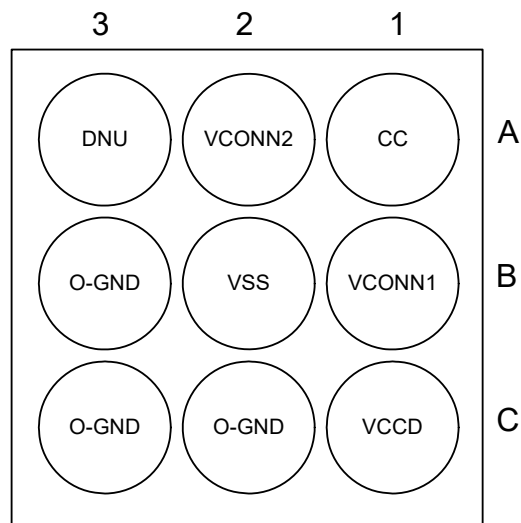 3 2 1
DNU VCONN2 CC A
O-GND VSS VCONN1 B
O-GND O-GND VCCD C